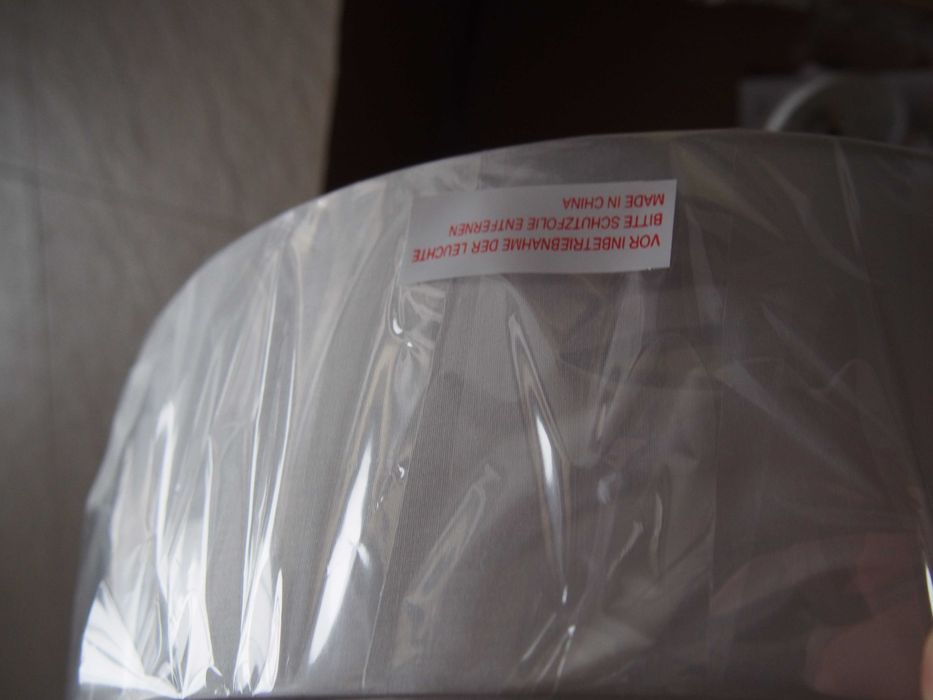 VOR INBETRIEBNAHME DER LEUCHTE
BITTE SCHUTZFOLIE ENTFERNEN
MADE IN CHINA